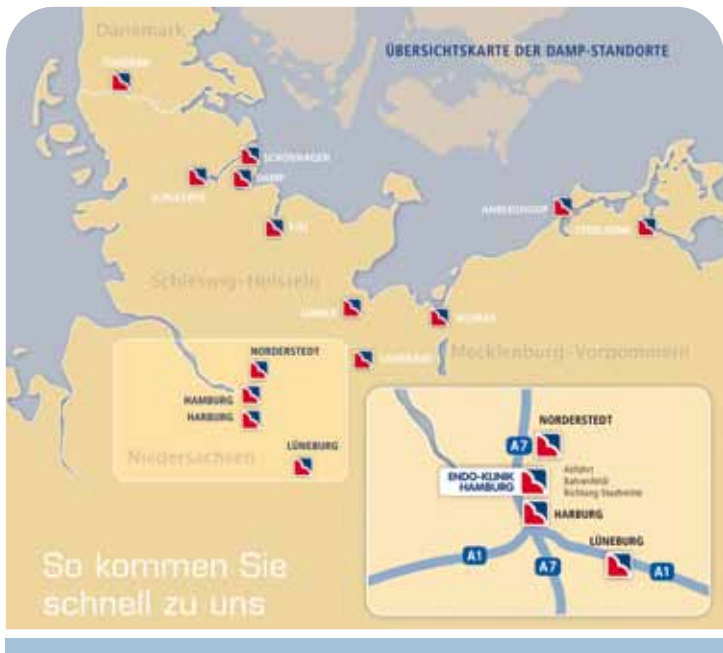 Dänemark
ÜBERSICHTSKARTE DER DAMP-STANDORTE
SCHÖNHAGEN
DAMP
SCHLESWIG
KIEL
AHRENSHOOP
STRALSUND
Schleswig-Holstein
LÜBECK
WISMAR
Mecklenburg-Vorpommern
NORDERSTEDT
HAMBURG
HARBURG
LÜNEBURG
Niedersachsen
NORDERSTEDT
A7
ENDO-KLINIK
HAMBURG
Abfahrt
Bahrenfeld
Richtung Stadtmitte
HARBURG
LÜNEBURG
A1
A7
A1
So kommen Sie
schnell zu uns